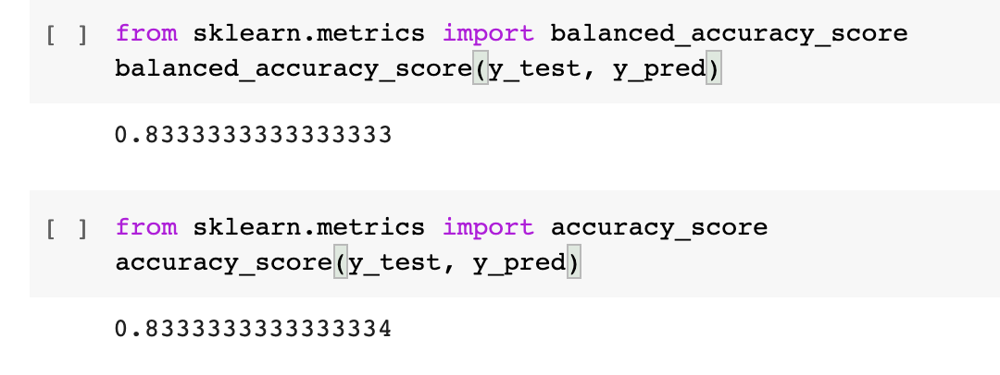 [ ] from sklearn.metrics import balanced_accuracy_score
balanced_accuracy_score(y_test, y_pred)
0.8333333333333333
[ ] from sklearn.metrics import accuracy_score
accuracy_score(y_test, y_pred)
0.8333333333333334